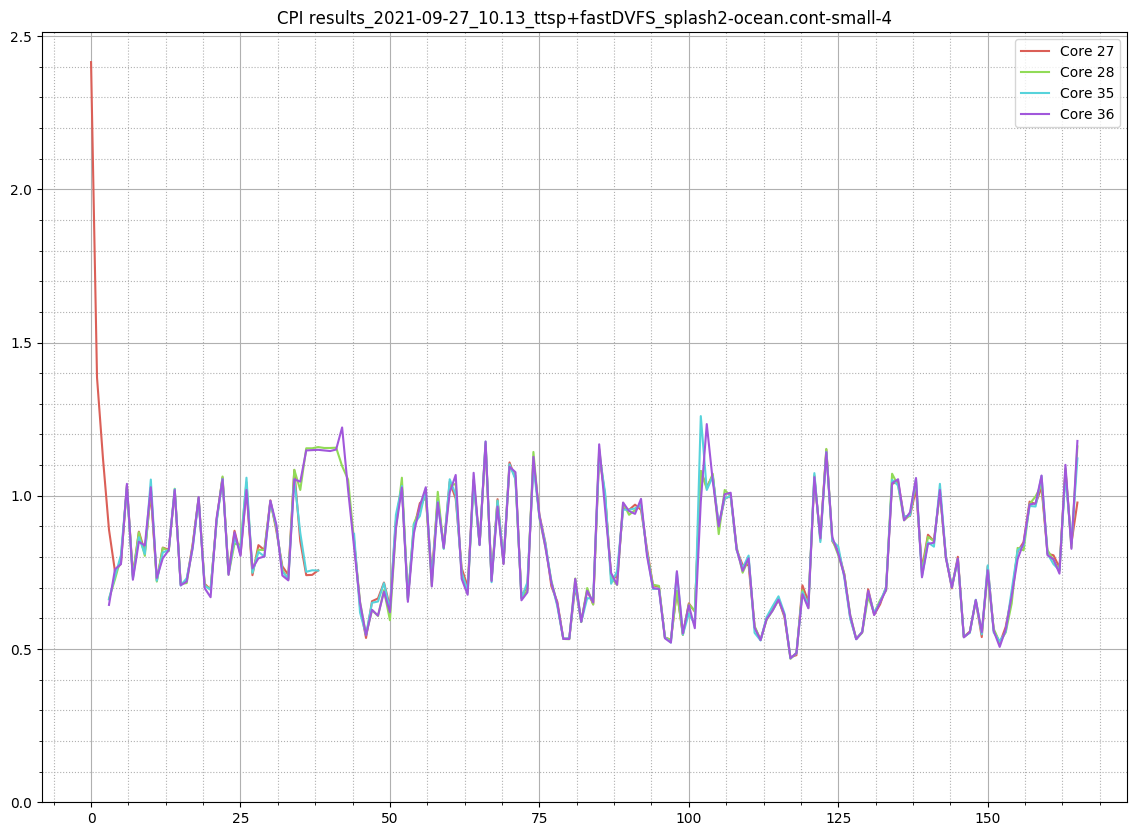 CPI results_2021-09-27_10.13_ttsp+fastDVFS_splash2-ocean.cont-small-4
2.5
2.0
1.5
1.0
0.5
0.0
Core 27
Core 28
Core 35
Core 36
0 25 50 75 100 125 150